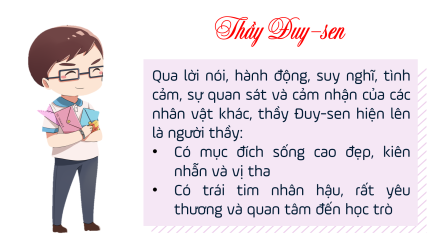 Thầy Đuy-sen
Qua lời nói, hành động, suy nghĩ, tình
cảm, sự quan sát và cảm nhận của các
nhân vật khác, thầy Đuy-sen hiện lên
là người thầy:
• Có mục đích sống cao đẹp, kiên
nhẫn và vị tha
• Có trái tim nhân hậu, rất yêu
thương và quan tâm đến học trò